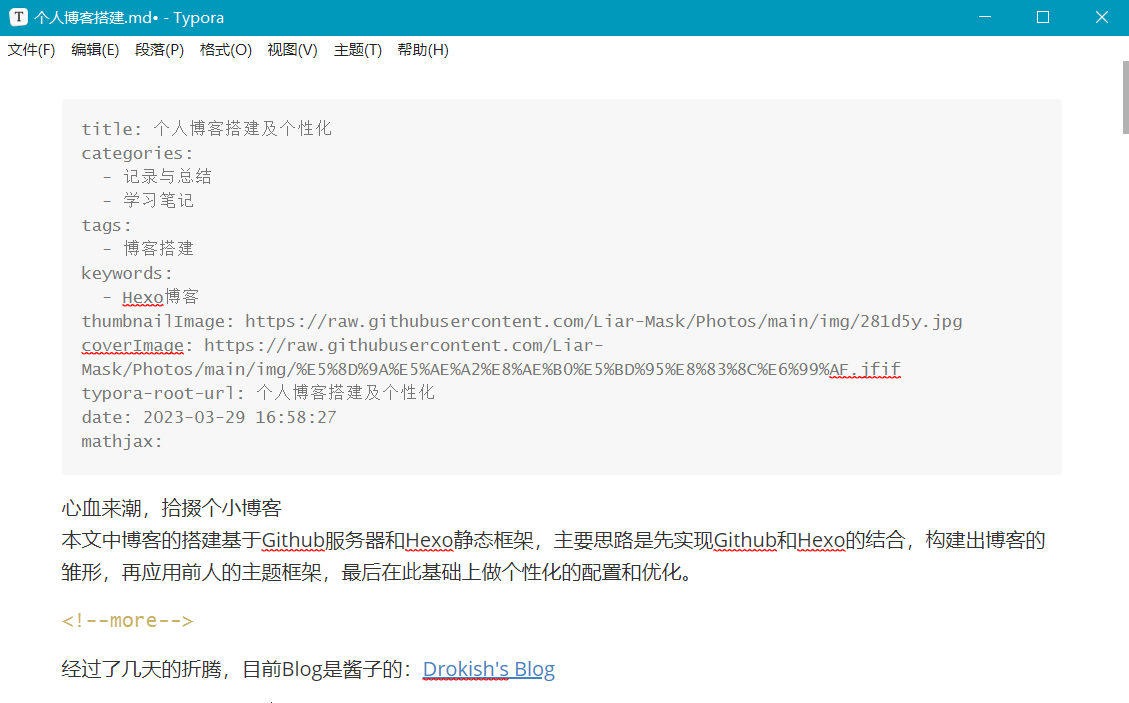 个人博客搭建.md• - Typora
文件(F) 编辑(E) 段落(P) 格式(O) 视图(V) 主题(T) 帮助(H)
title: 个人博客搭建及个性化
categories:
  - 记录与总结
  - 学习笔记
tags:
  - 博客搭建
keywords:
  - Hexo博客
thumbnailImage: https://raw.githubusercontent.com/Liar-Mask/Photos/main/img/281d5y.jpg
coverImage: https://raw.githubusercontent.com/Liar-
Mask/Photos/main/img/%E5%8D%9A%E5%AE%A2%E8%AE%B0%E5%BD%95%E8%83%8C%E6%99%AF.jfif
typora-root-url: 个人博客搭建及个性化
date: 2023-03-29 16:58:27
mathjax:
心血来潮，拾掇个小博客
本文中博客的搭建基于Github服务器和Hexo静态框架，主要思路是先实现Github和Hexo的结合，构建出博客的
雏形，再应用前人的主题框架，最后在此基础上做个性化的配置和优化。
<!--more-->
经过了几天的折腾，目前Blog是酱子的：Drokish's Blog